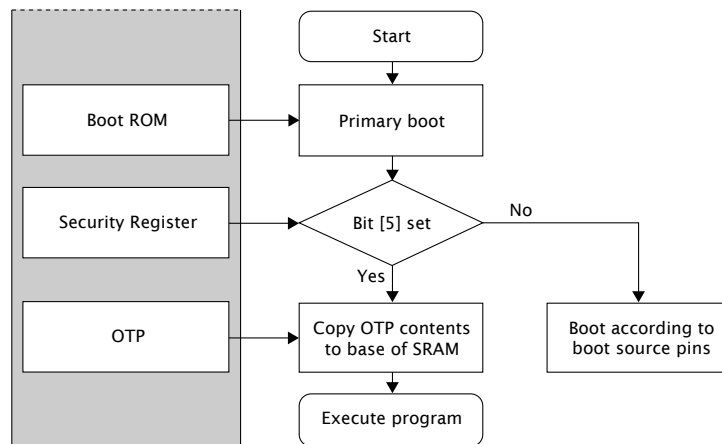 Start
Boot ROM
Primary boot
Security Register
Bit [5] set
No
Yes
OTP
Copy OTP contents
to base of SRAM
Boot according to
boot source pins
Execute program